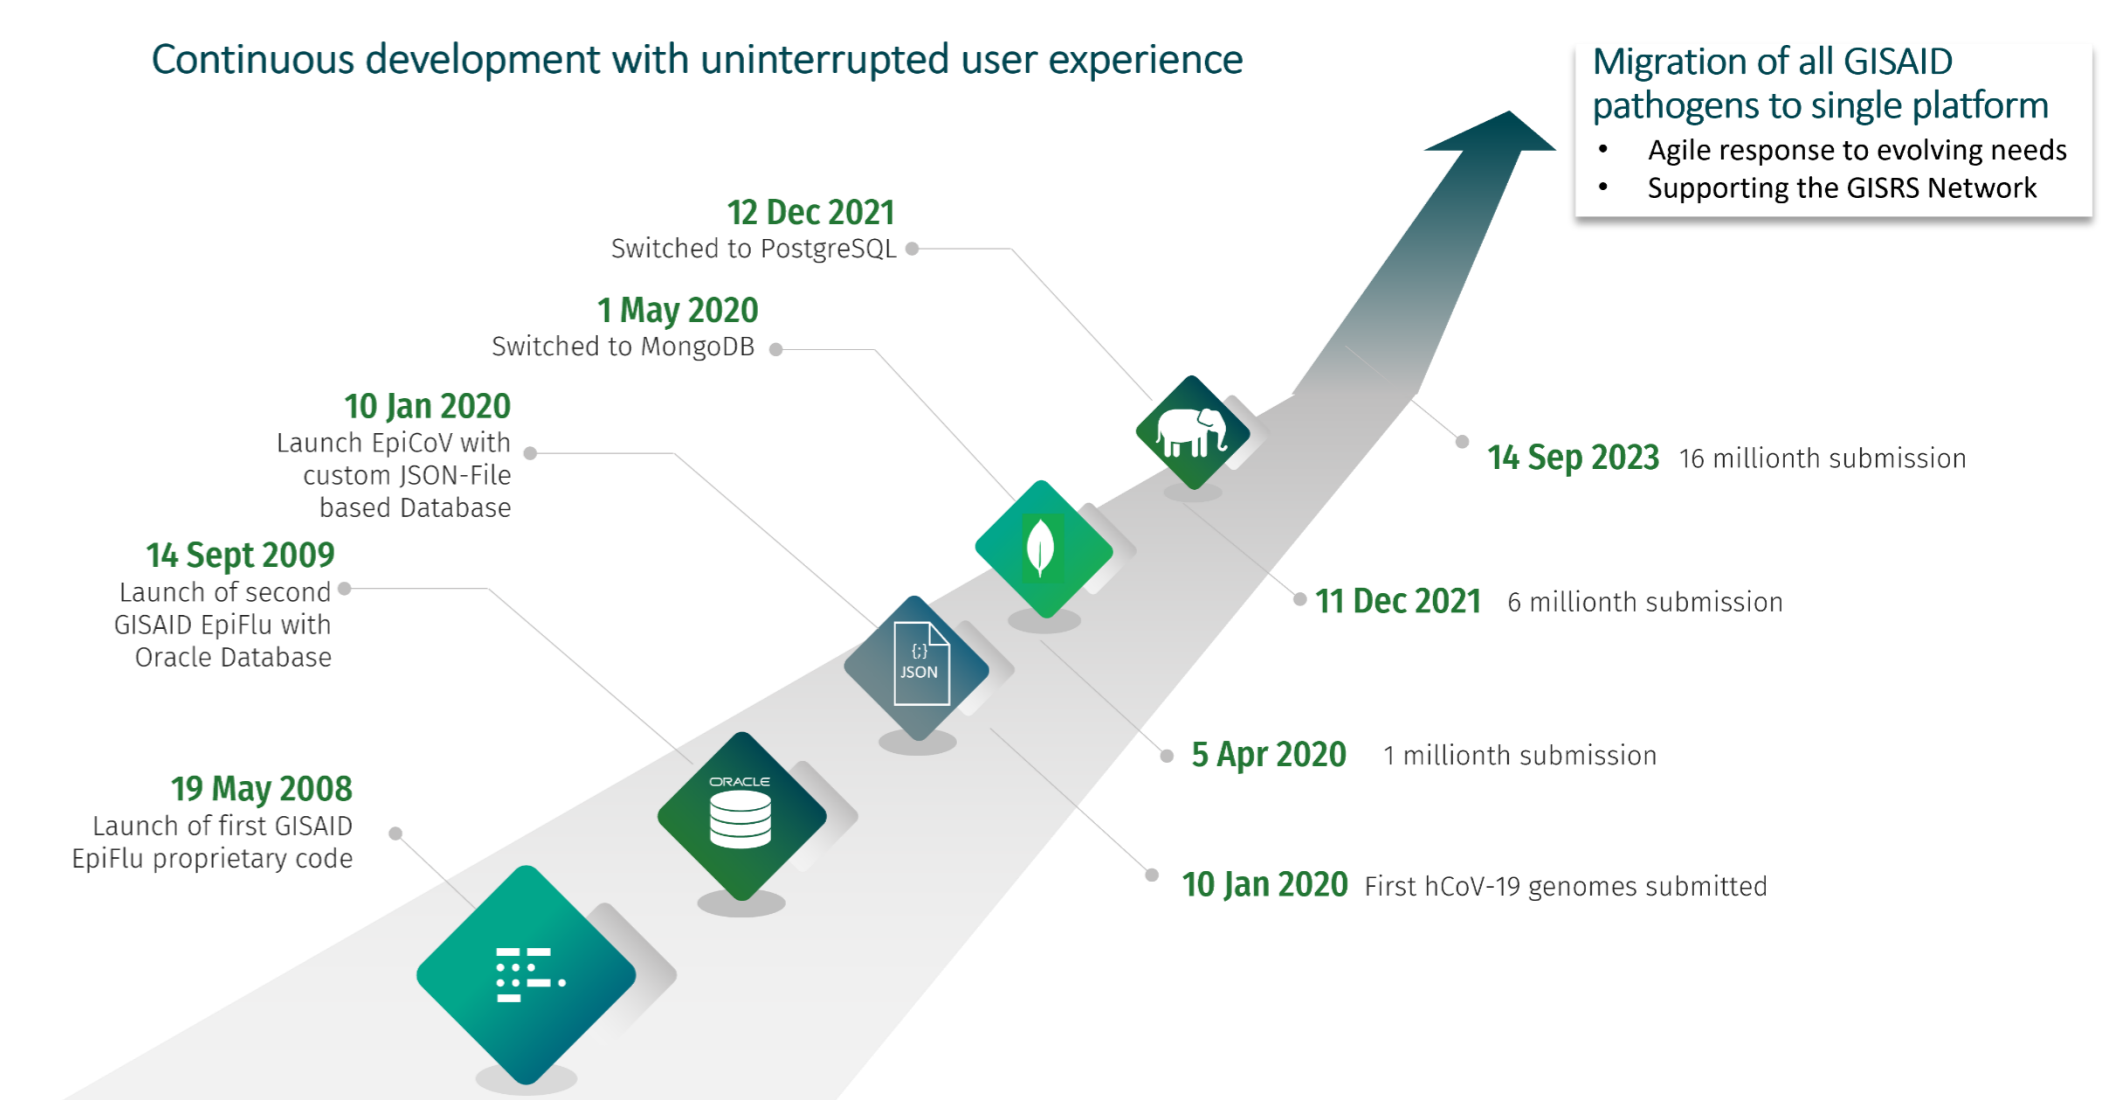 Continuous development with uninterrupted user experience
Migration of all GISAID
pathogens to single platform
• Agile response to evolving needs
• Supporting the GISRS Network
12 Dec 2021
Switched to PostgreSQL
1 May 2020
Switched to MongoDB
10 Jan 2020
Launch EpiCoV with
custom JSON-File
based Database
14 Sept 2009
Launch of second
GISAID EpiFlu with
Oracle Database
19 May 2008
Launch of first GISAID
EpiFlu proprietary code
{;}
JSON
ORACLE
14 Sep 2023 16 millionth submission
11 Dec 2021 6 millionth submission
5 Apr 2020 1 millionth submission
10 Jan 2020 First hCoV-19 genomes submitted